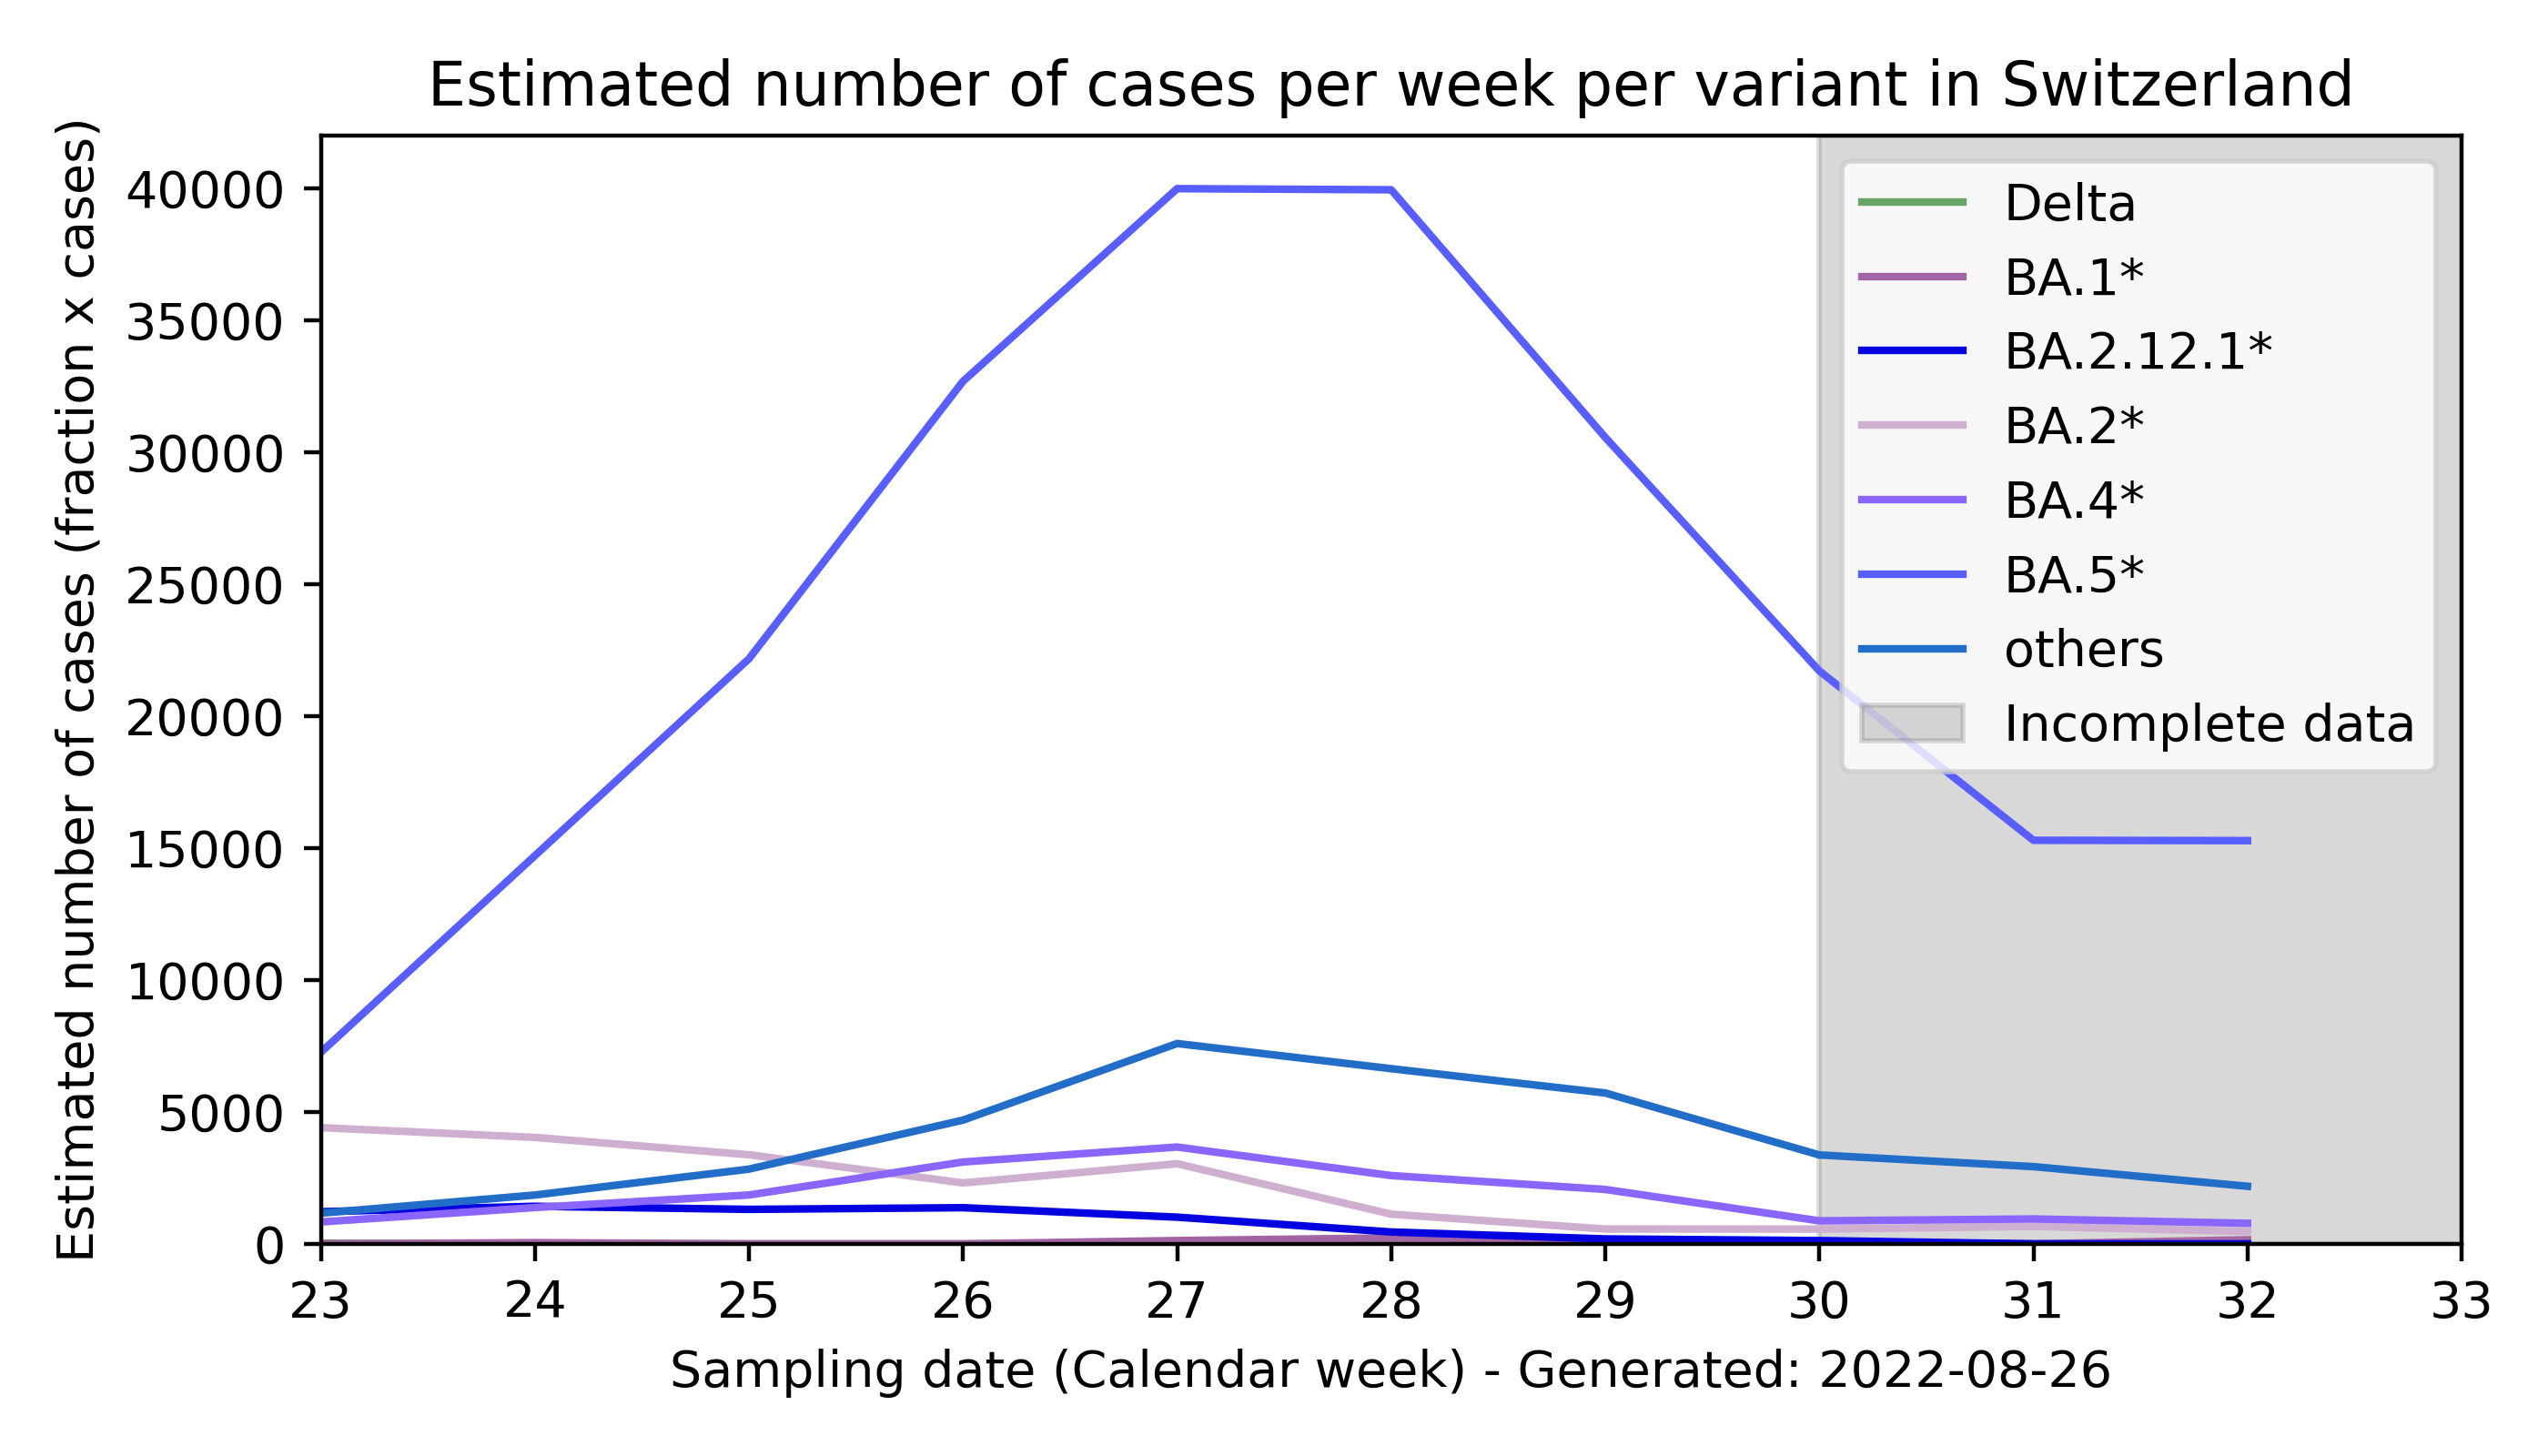 Estimated number of cases per week per variant in Switzerland
Estimated number of cases (fraction x cases)
40000
35000
30000
25000
20000
15000
10000
5000
0
Delta
BA.1*
BA.2.12.1*
BA.2*
BA.4*
BA.5*
others
Incomplete data
23 24 25 26 27 28 29 30 31 32 33
Sampling date (Calendar week) - Generated: 2022-08-26